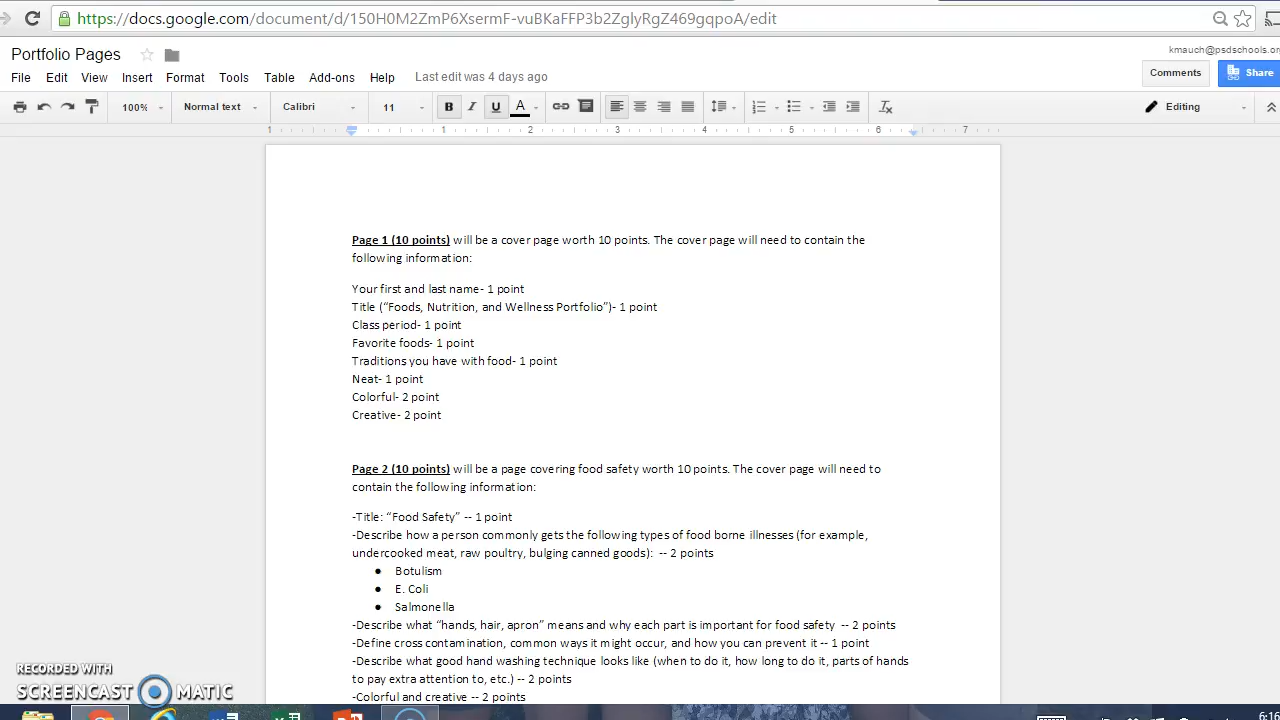 https://docs.google.com/document/d/150H0M2ZmP6XsermF-vuBKaFFP3b2ZglyRgZ469gqpoA/edit
Portfolio Pages
kmauch@psdschools.or
File Edit View Insert Format Tools Table Add-ons Help Last edit was 4 days ago
Comments Share
100% Normal text Calibri 11 B I U A Editing
1 1 2 3 4 5 6 7
Page 1 (10 points) will be a cover page worth 10 points. The cover page will need to contain the
following information:
Your first and last name- 1 point
Title (“Foods, Nutrition, and Wellness Portfolio”)- 1 point
Class period- 1 point
Favorite foods- 1 point
Traditions you have with food- 1 point
Neat- 1 point
Colorful- 2 point
Creative- 2 point
Page 2 (10 points) will be a page covering food safety worth 10 points. The cover page will need to
contain the following information:
-Title: “Food Safety” -- 1 point
-Describe how a person commonly gets the following types of food borne illnesses (for example,
undercooked meat, raw poultry, bulging canned goods):  -- 2 points
● Botulism
● E. Coli
● Salmonella
-Describe what “hands, hair, apron” means and why each part is important for food safety  -- 2 points
-Define cross contamination, common ways it might occur, and how you can prevent it -- 1 point
-Describe what good hand washing technique looks like (when to do it, how long to do it, parts of hands
to pay extra attention to, etc.) -- 2 points
-Colorful and creative -- 2 points
RECORDED WITH
SCREENCAST MATIC
6:16